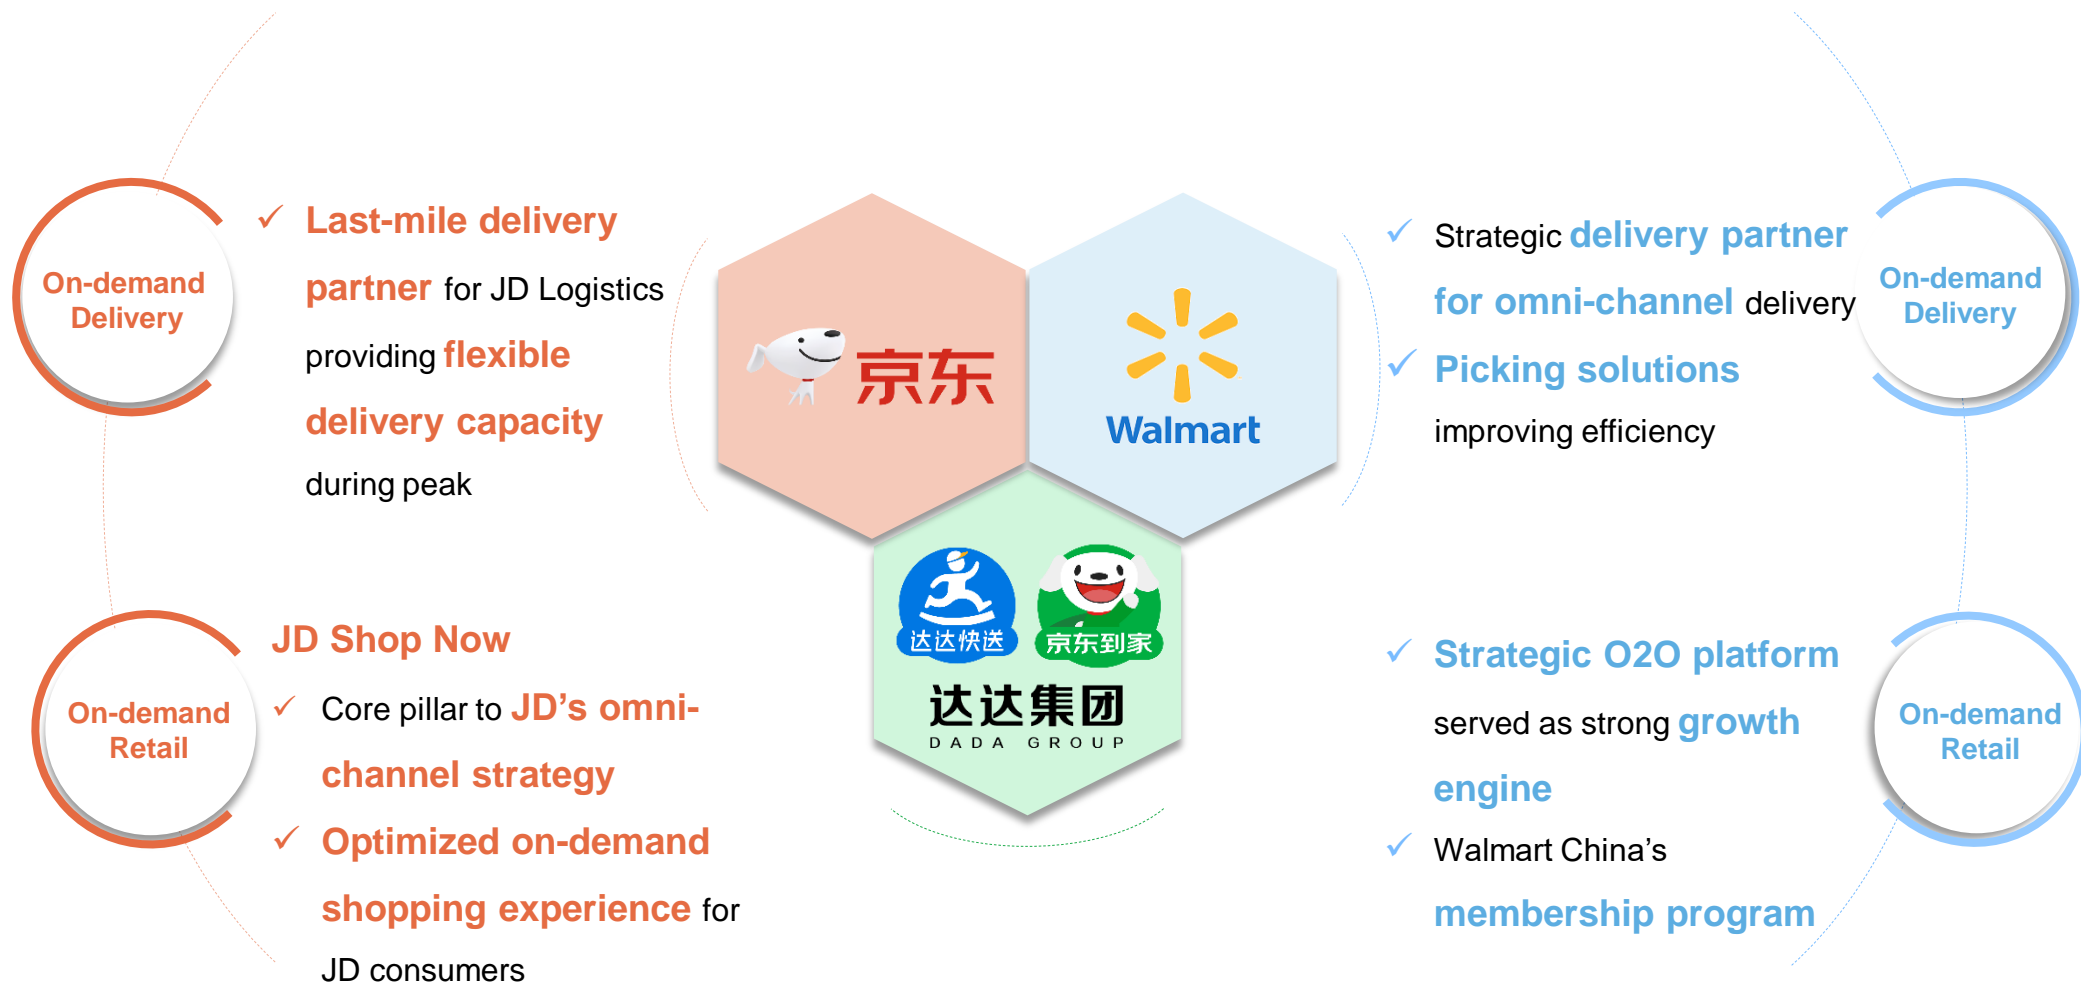 On-demand
Delivery
Last-mile delivery
partner for JD Logistics
providing flexible
delivery capacity
during peak
On-demand
Retail
JD Shop Now
Core pillar to JD’s omni-
channel strategy
Optimized on-demand
shopping experience for
JD consumers
京东
Walmart
达达快送
京东到家
达达集团
DADA GROUP
Strategic delivery partner
for omni-channel delivery
Picking solutions
improving efficiency
On-demand
Delivery
Strategic O2O platform
served as strong growth
engine
Walmart China’s
membership program
On-demand
Retail